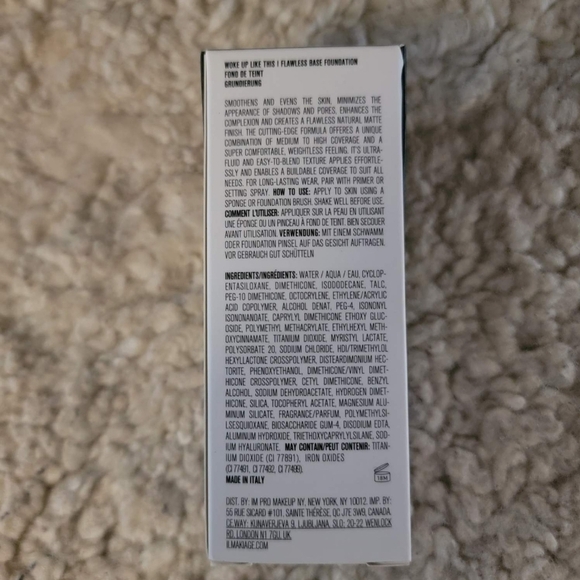 WOKE UP LIKE THIS | FLAWLESS BASE FOUNDATION
FOND DE TEINT
GRUNDIERUNG
SMOOTHENS AND EVENS THE SKIN, MINIMIZES THE
APPEARANCE OF SHADOWS AND PORES, ENHANCES THE
COMPLEXION AND CREATES A FLAWLESS NATURAL MATTE
FINISH. THE CUTTING-EDGE FORMULA OFFERES A UNIQUE
COMBINATION OF MEDIUM TO HIGH COVERAGE AND A
SUPER COMFORTABLE, WEIGHTLESS FEELING. IT'S ULTRA-
FLUID AND EASY-TO-BLEND TEXTURE APPLIES EFFORTLE-
SSLY AND ENABLES A BUILDABLE COVERAGE TO SUIT ALL
NEEDS. FOR LONG-LASTING WEAR, PAIR WITH PRIMER OR
SETTING SPRAY. HOW TO USE: APPLY TO SKIN USING A
SPONGE OR FOUNDATION BRUSH. SHAKE WELL BEFORE USE.
COMMENT L'UTILISER: APPLIQUER SUR LA PEAU EN UTILISANT
UNE ÉPONGE OU UN PINCEAU À FOND DE TEINT. BIEN SECOUER
AVANT UTILISATION. VERWENDUNG: MIT EINEM SCHWAMM
ODER FOUNDATION PINSEL AUF DAS GESICHT AUFTRAGEN.
VOR GEBRAUCH GUT SCHÜTTELN
INGREDIENTS/INGRÉDIENTS: WATER / AQUA / EAU, CYCLOP-
ENTASILOXANE, DIMETHICONE, ISODODECANE, TALC,
PEG-10 DIMETHICONE, OCTOCRYLENE, ETHYLENE/ACRYLIC
ACID COPOLYMER, ALCOHOL DENAT, PEG-4, ISONONYL
ISONONANOATE, CAPRYLYL DIMETHICONE ETHOXY GLUC-
OSIDE, POLYMETHYL METHACRYLATE, ETHYLHEXYL METH-
OXYCINNAMATE, TITANIUM DIOXIDE, MYRISTYL LACTATE,
POLYSORBATE 20, SODIUM CHLORIDE, HDI/TRIMETHYLOL
HEXYLLACTONE CROSSPOLYMER, DISTEARDIMONIUM HEC-
TORITE, PHENOXYETHANOL, DIMETHICONE/VINYL DIMET-
HICONE CROSSPOLYMER, CETYL DIMETHICONE, BENZYL
ALCOHOL, SODIUM DEHYDROACETATE, HYDROGEN DIMET-
HICONE, SILICA, TOCOPHERYL ACETATE, MAGNESIUM ALU-
MINUM SILICATE, FRAGRANCE/PARFUM, POLYMETHYLSI-
LSESQUIOXANE, BIOSACCHARIDE GUM-4, DISODIUM EDTA,
ALUMINUM HYDROXIDE, TRIETHOXYCAPRYLYLSILANE, SOD-
IUM HYALURONATE. MAY CONTAIN/PEUT CONTENIR: TITAN-
IUM DIOXIDE (CI 77891), IRON OXIDES
(CI 77491, CI 77492, CI 77499).
MADE IN ITALY
18M
DIST. BY: IM PRO MAKEUP NY, NEW YORK, NY 10012. IMP. BY:
55 RUE SICARD #101. SAINTE THÉRÈSE, QC J7E 3W9, CANADA.
CE.WAY: KUNAVERJEVA 9, LJUBLJANA, SLO: 20-22 WENLOCK
RD. LONDON N1 7GU, UK.
IL MAKIAGE.COM